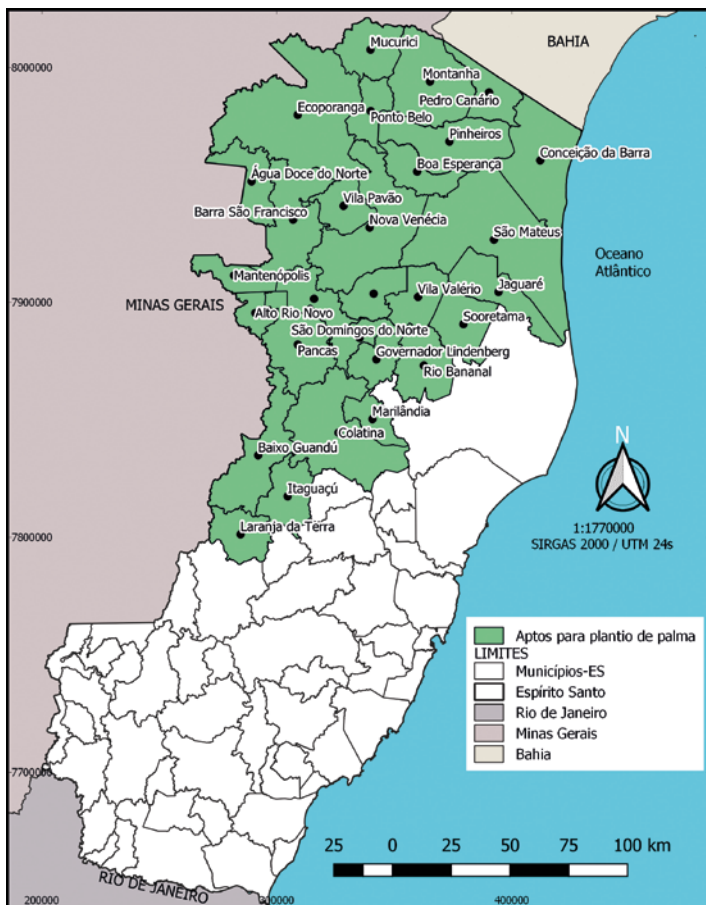 Mucurici
BAHIA
8000000
Montanha
Pedro Canário
Ecoporanga
Ponto Belo
Pinheiros
Conceição da Barra
Boa Esperança
Água Doce do Norte
Vila Pavão
Barra São Francisco
Nova Venécia
São Mateus
Oceano
Atlântico
Mantenópolis
Vila Valério
Jaguaré
7900000
MINAS GERAIS
Alto Rio Novo
Sooretama
São Domingos do Norte
Pancas
Governador Lindenberg
Rio Bananal
Marilândia
Colatina
Baixo Guandú
N
Itaguaçú
1:1770000
SIRGAS 2000 / UTM 24s
Laranja da Terra
7800000
Aptos para plantio de palma
LIMITES
Municípios-ES
Espírito Santo
Rio de Janeiro
Minas Gerais
Bahia
7700000
25 0 25 50 75 100 km
RIO DE JANEIRO
200000 300000 400000